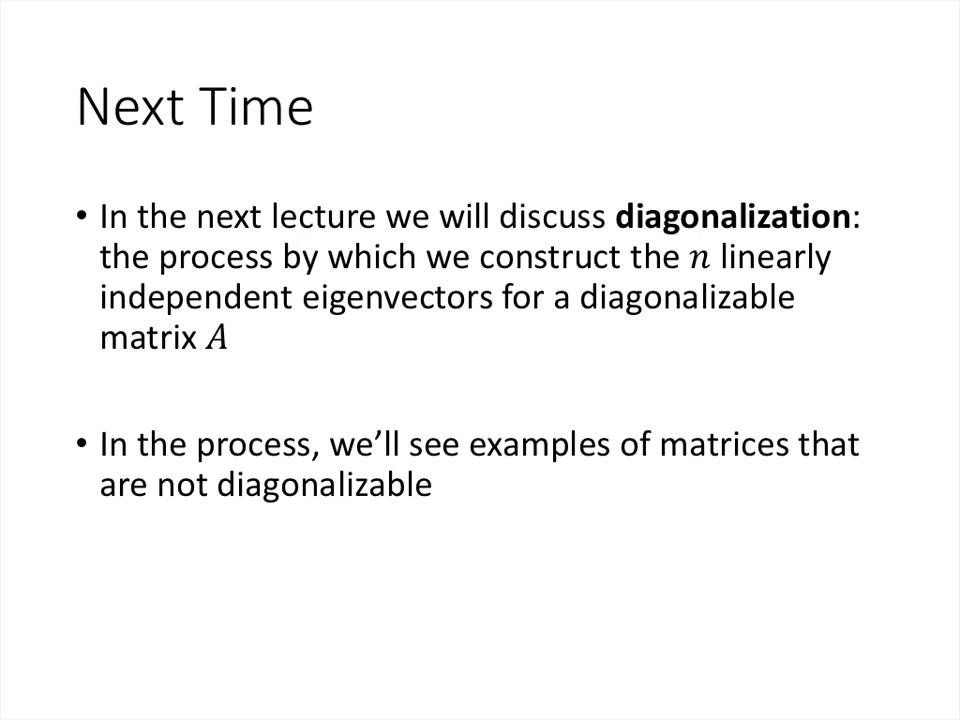 Next Time
• In the next lecture we will discuss diagonalization:
the process by which we construct the 𝑛 linearly
independent eigenvectors for a diagonalizable
matrix 𝐴
• In the process, we’ll see examples of matrices that
are not diagonalizable